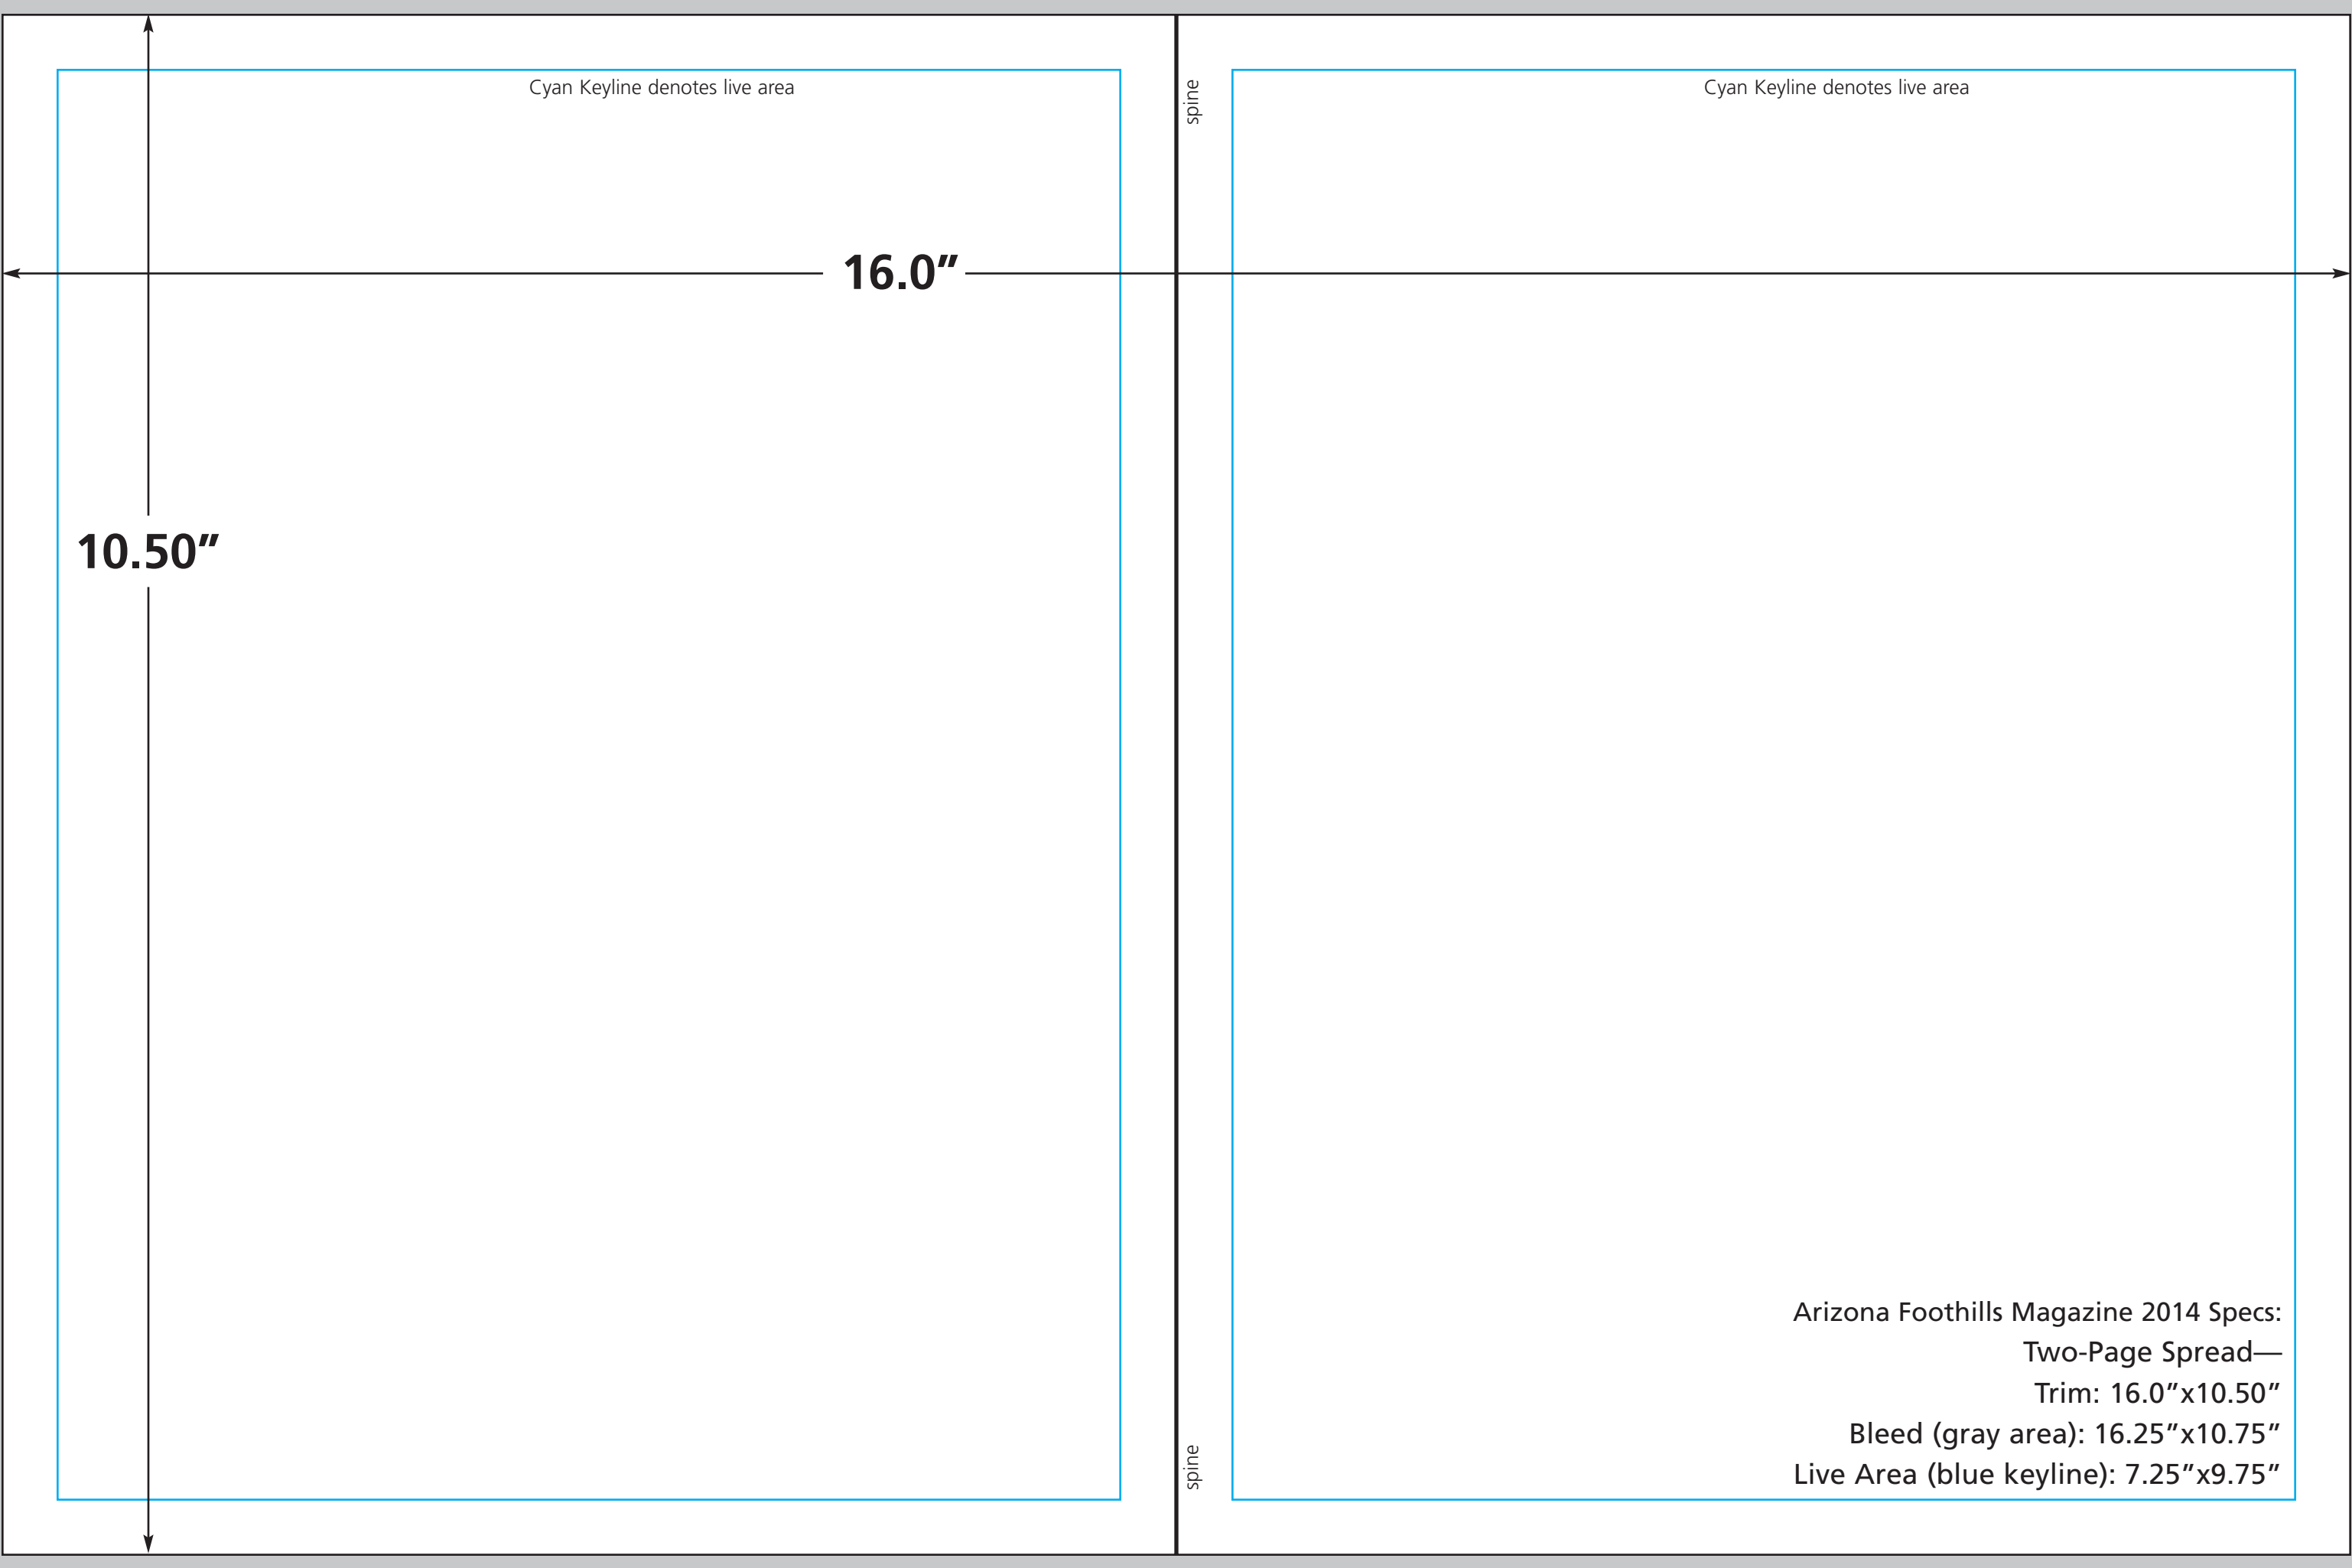 Cyan Keyline denotes live area
spine
Cyan Keyline denotes live area
16.0”
10.50”
Arizona Foothills Magazine 2014 Specs:
Two-Page Spread—
Trim: 16.0”x10.50”
Bleed (gray area): 16.25”x10.75”
Live Area (blue keyline): 7.25”x9.75”
spine